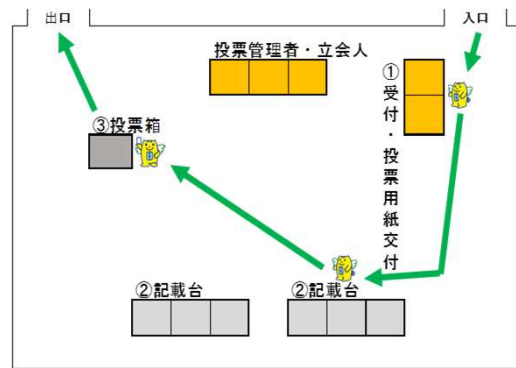 出口
入口
投票管理者・立会人
①受付・投票用紙交付
③投票箱
②記載台
②記載台